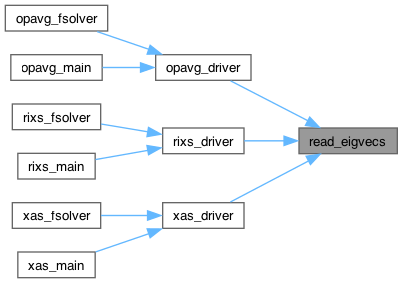 opavg_fsolver
opavg_main
opavg_driver
rixs_fsolver
rixs_driver
read_eigvecs
rixs_main
xas_fsolver
xas_driver
xas_main